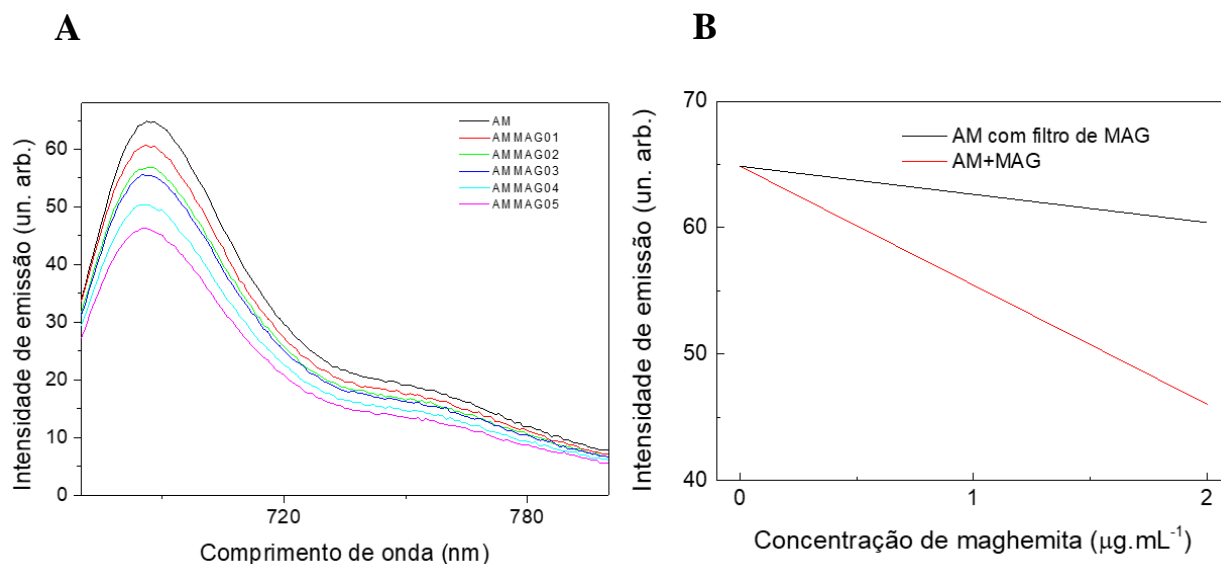 A
B
Intensidade de emissão (un. arb.)
60
50
40
30
20
10
0
720
780
Comprimento de onda (nm)
AM
AMMAG01
AMMAG02
AMMAG03
AMMAG04
AMMAG05
Intensidade de emissão (un. arb.)
70
60
50
40
0
1
2
Concentração de maghemita (μg.mL⁻¹)
AM com filtro de MAG
AM+MAG